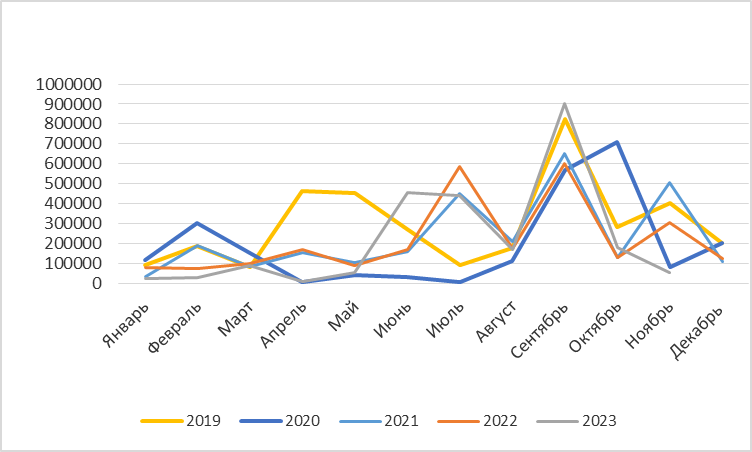 1000000
900000
800000
700000
600000
500000
400000
300000
200000
100000
0
Январь
Февраль
Март
Апрель
Май
Июнь
Июль
Август
Сентябрь
Октябрь
Ноябрь
Декабрь
2019 2020 2021 2022 2023